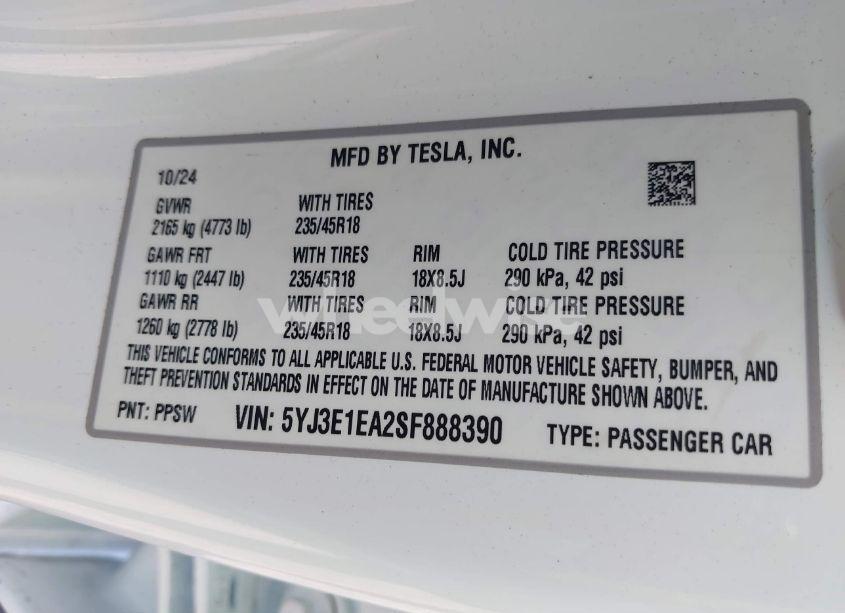 MFD BY TESLA, INC.
10/24
GVWR WITH TIRES
2165 kg (4773 lb) 235/45R18
GAWR FRT WITH TIRES RIM COLD TIRE PRESSURE
1110 kg (2447 lb) 235/45R18 18X8.5J 290 kPa, 42 psi
GAWR RR WITH TIRES RIM COLD TIRE PRESSURE
1260 kg (2778 lb) 235/45R18 18X8.5J 290 kPa, 42 psi
wheelwise
THIS VEHICLE CONFORMS TO ALL APPLICABLE U.S. FEDERAL MOTOR VEHICLE SAFETY, BUMPER, AND
THEFT PREVENTION STANDARDS IN EFFECT ON THE DATE OF MANUFACTURE SHOWN ABOVE.
PNT: PPSW VIN: 5YJ3E1EA2SF888390 TYPE: PASSENGER CAR